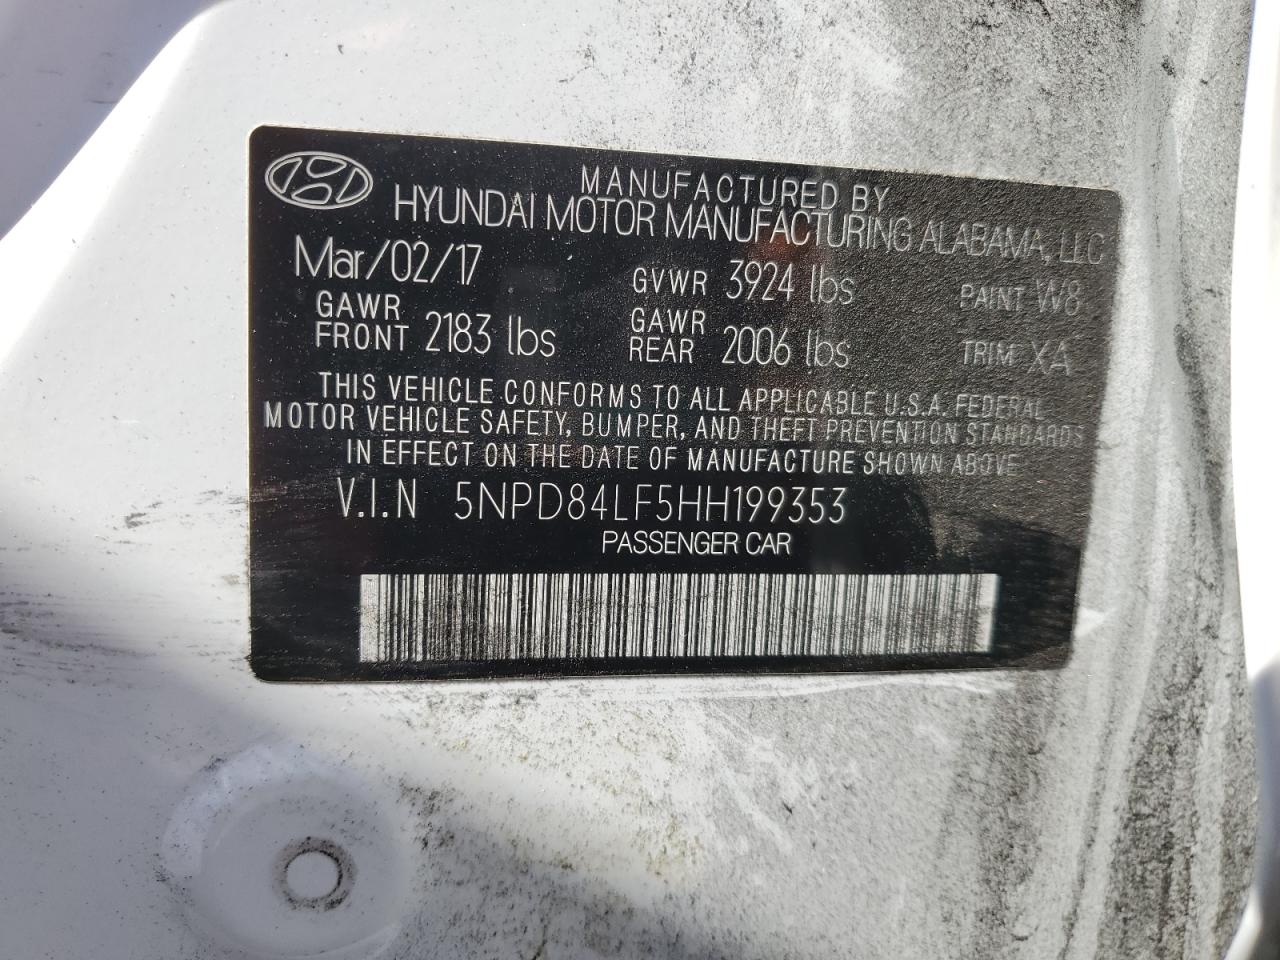 MANUFACTURED BY
HYUNDAI MOTOR MANUFACTURING ALABAMA, LLC
Mar/02/17 GVWR 3924 lbs PAINT W8
GAWR FRONT 2183 lbs GAWR REAR 2006 lbs TRIM XA
THIS VEHICLE CONFORMS TO ALL APPLICABLE U.S.A. FEDERAL
MOTOR VEHICLE SAFETY, BUMPER, AND THEFT PREVENTION STANDARDS
IN EFFECT ON THE DATE OF MANUFACTURE SHOWN ABOVE
V.I.N 5NPD84LF5HH199353
PASSENGER CAR